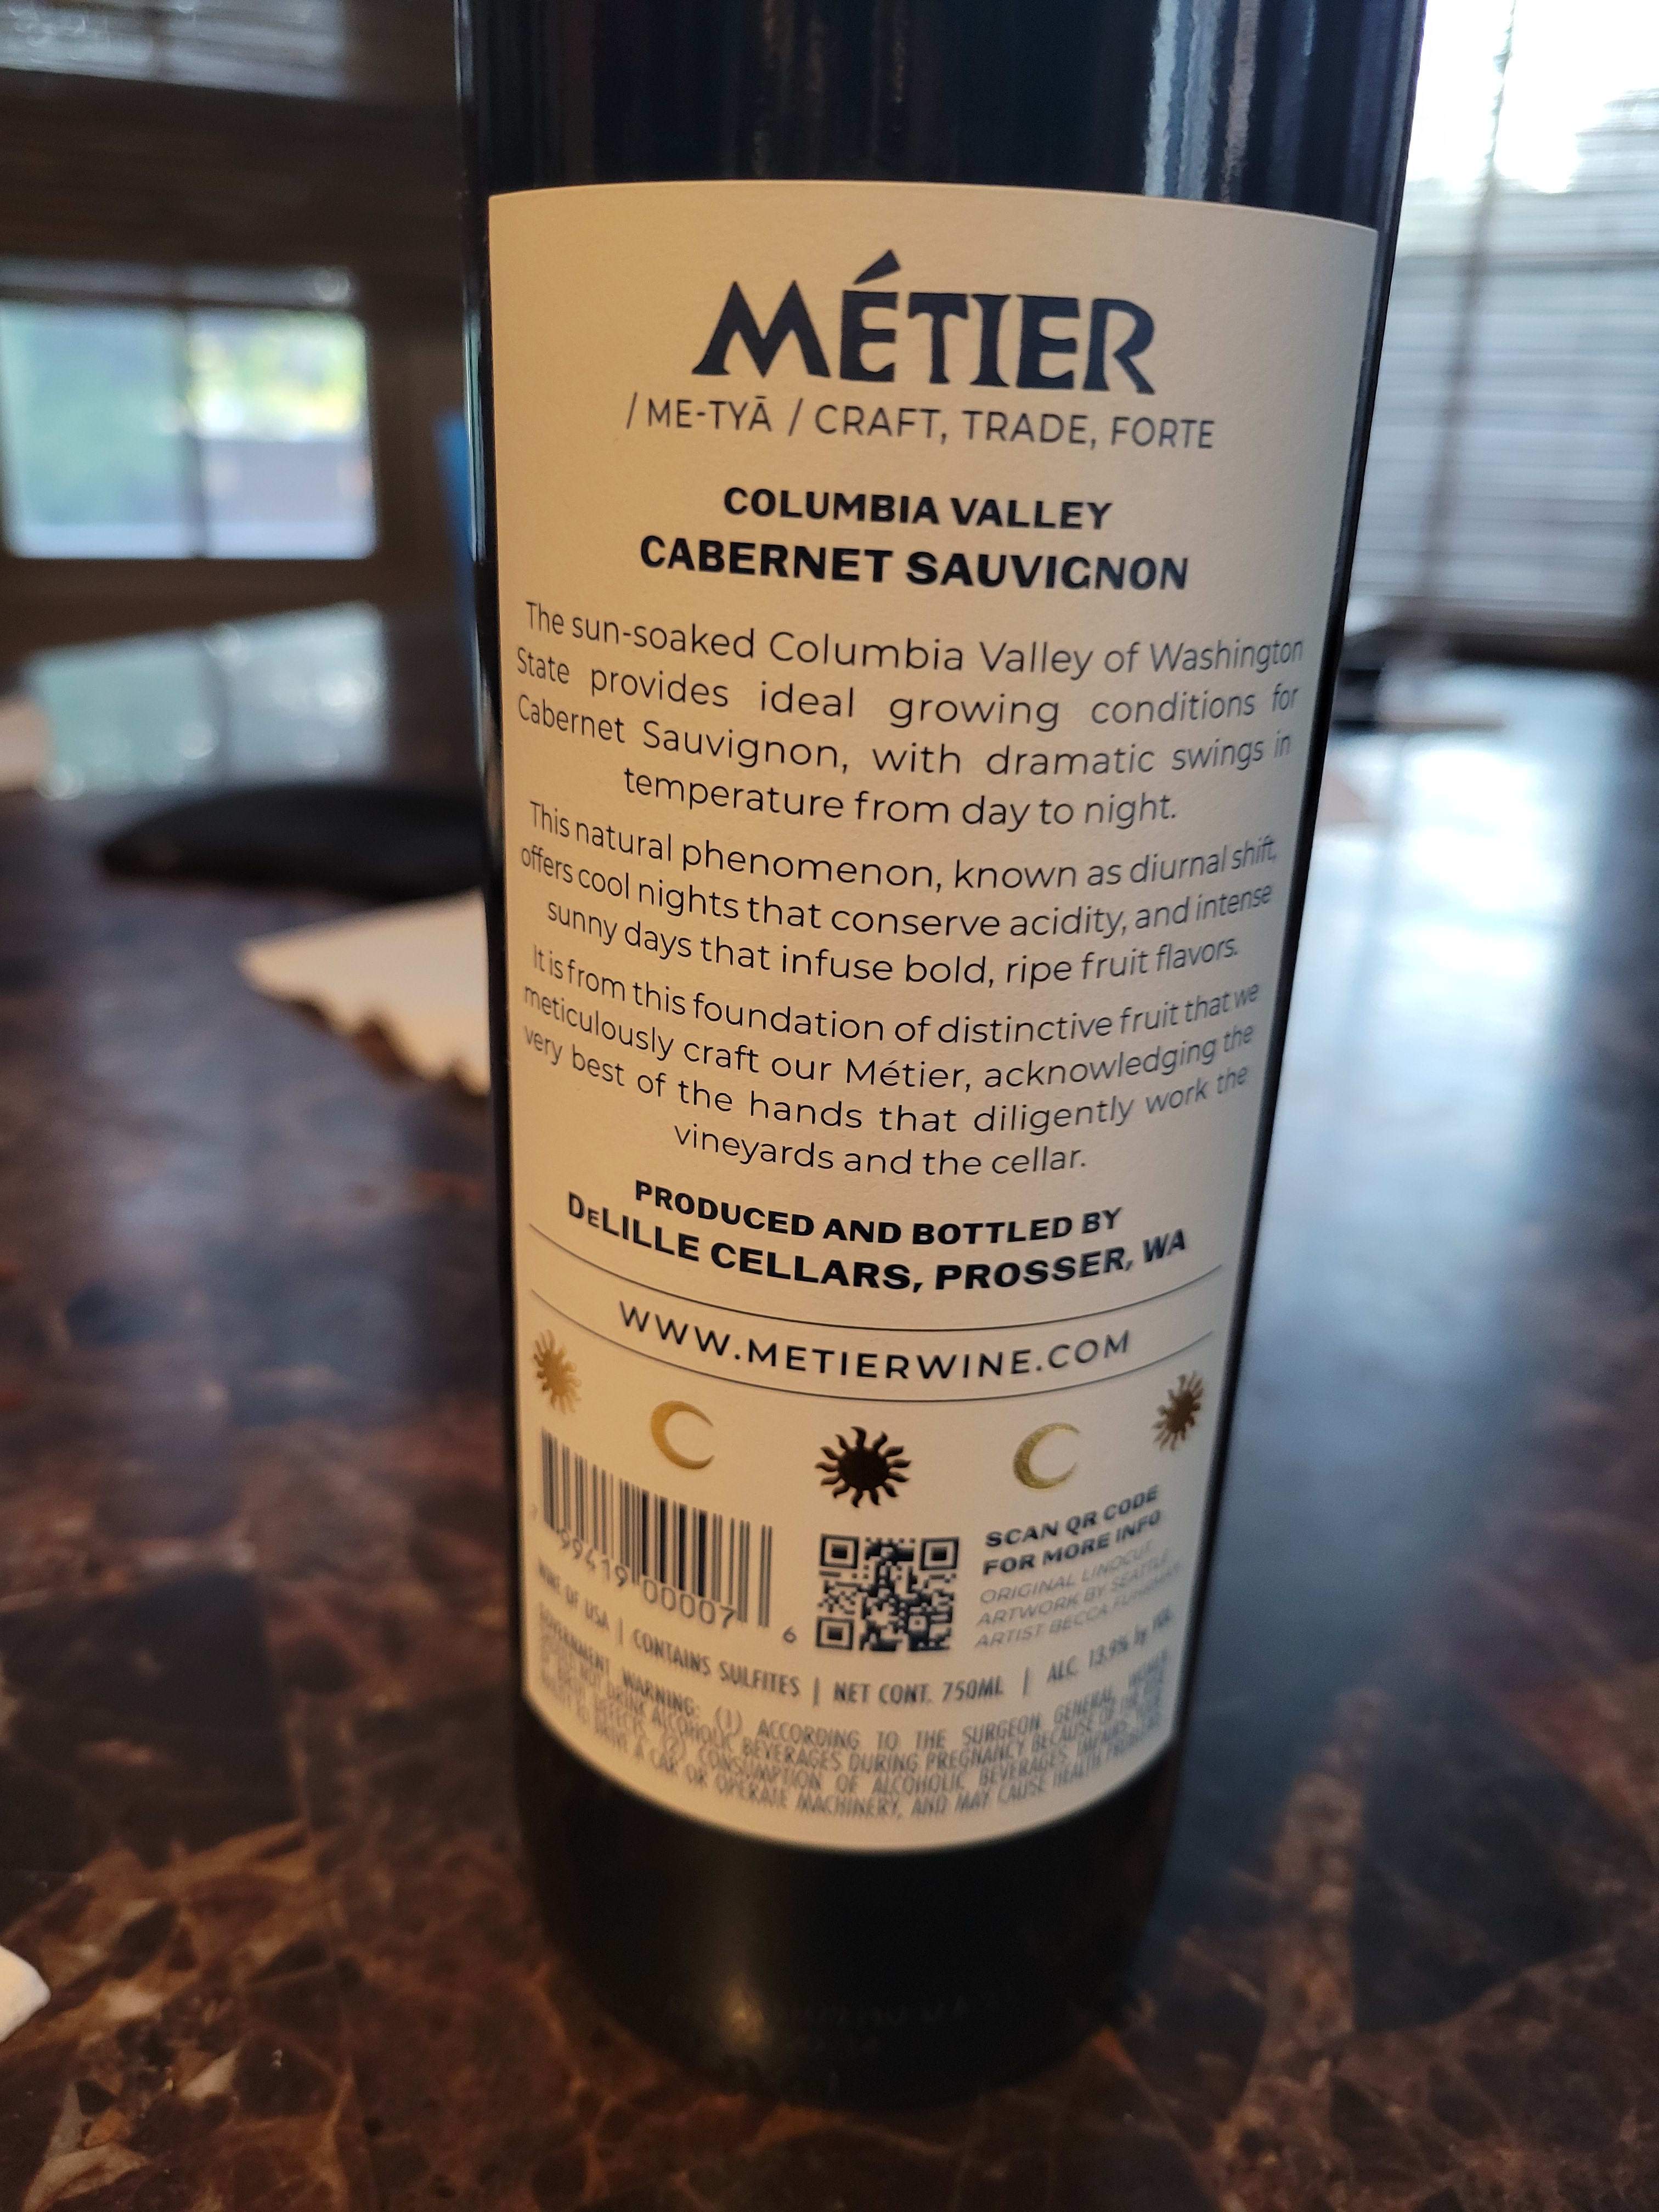 MÉTIER
/ ME-TYĀ / CRAFT, TRADE, FORTE
COLUMBIA VALLEY
CABERNET SAUVIGNON
The sun-soaked Columbia Valley of Washington
State provides ideal growing conditions for
Cabernet Sauvignon, with dramatic swings in
temperature from day to night.
This natural phenomenon, known as diurnal shift,
offers cool nights that conserve acidity, and intense
sunny days that infuse bold, ripe fruit flavors.
It is from this foundation of distinctive fruit that we
meticulously craft our Métier, acknowledging the
very best of the hands that diligently work the
vineyards and the cellar.
PRODUCED AND BOTTLED BY
DeLILLE CELLARS, PROSSER, WA
WWW.METIERWINE.COM
SCAN QR CODE
FOR MORE INFO
ORIGINAL LINOCUT
ARTWORK BY SEATTLE
ARTIST BECCA
7 99419 00007 6
WINE OF USA | CONTAINS SULFITES | NET CONT. 750ML | ALC. 13.9% by VOL
GOVERNMENT WARNING: (1) ACCORDING TO THE SURGEON GENERAL, WOMEN
SHOULD NOT DRINK ALCOHOLIC BEVERAGES DURING PREGNANCY BECAUSE OF THE RISK
OF BIRTH DEFECTS. (2) CONSUMPTION OF ALCOHOLIC BEVERAGES IMPAIRS YOUR
ABILITY TO DRIVE A CAR OR OPERATE MACHINERY, AND MAY CAUSE HEALTH PROBLEMS.